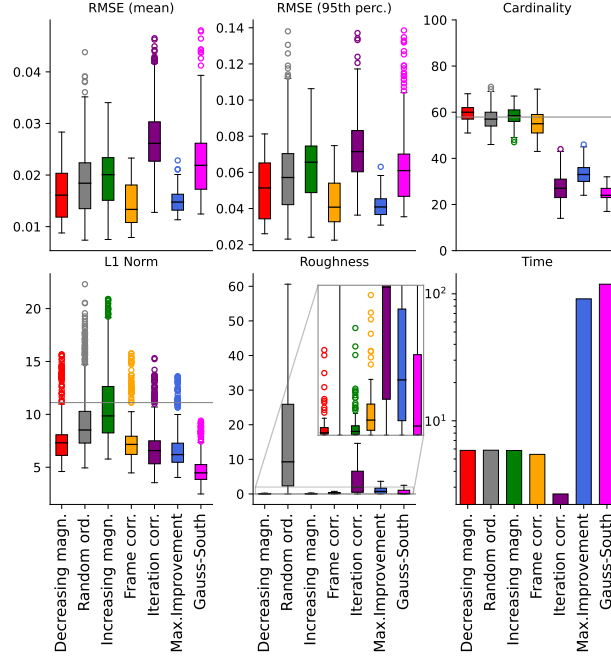 RMSE (mean)
RMSE (95th perc.)
Cardinality
0.04
0.03
0.02
0.01
0.14
0.12
0.10
0.08
0.06
0.04
0.02
100
80
60
40
20
0
L1 Norm
Roughness
Time
20
15
10
5
60
50
40
30
20
10
0
10²
10¹
Decreasing magn.
Random ord.
Increasing magn.
Frame corr.
Iteration corr.
Max.Improvement
Gauss-South
Decreasing magn.
Random ord.
Increasing magn.
Frame corr.
Iteration corr.
Max.Improvement
Gauss-South
Decreasing magn.
Random ord.
Increasing magn.
Frame corr.
Iteration corr.
Max.Improvement
Gauss-South